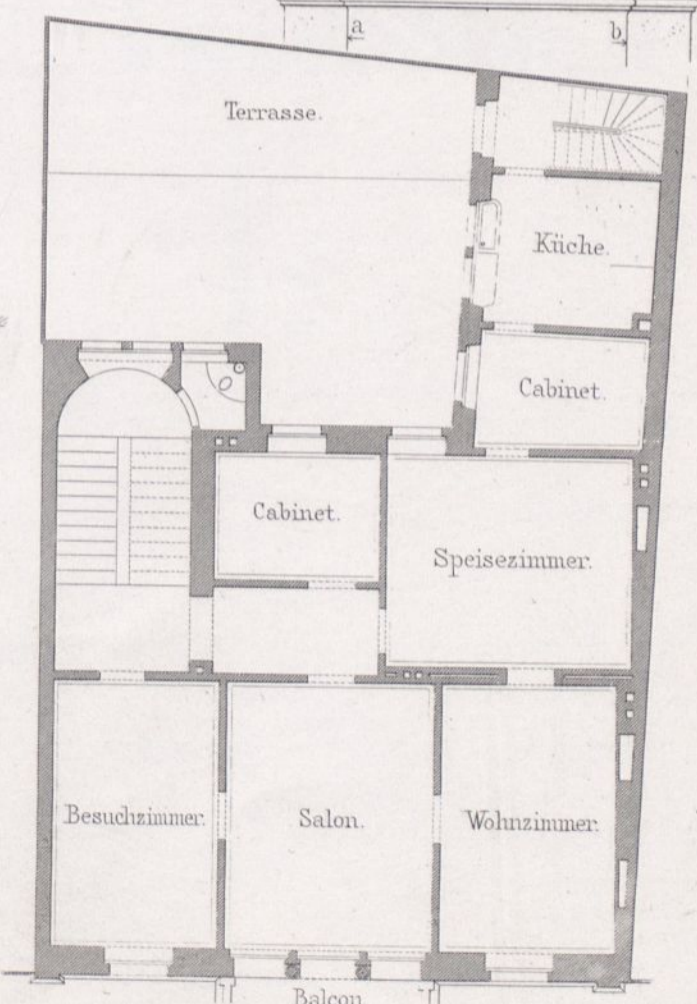 a
b
Terrasse.
Küche.
Cabinet.
Cabinet.
Speisezimmer.
Besuchzimmer.
Salon.
Wohnzimmer.
Balcon